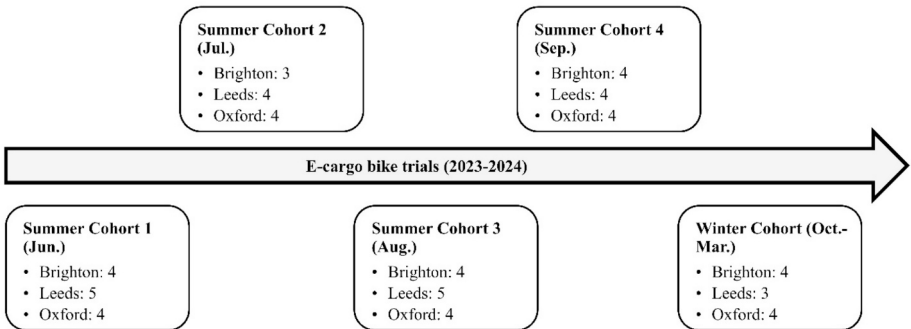 Summer Cohort 2
(Jul.)
• Brighton: 3
• Leeds: 4
• Oxford: 4
Summer Cohort 4
(Sep.)
• Brighton: 4
• Leeds: 4
• Oxford: 4
E-cargo bike trials (2023-2024)
Summer Cohort 1
(Jun.)
• Brighton: 4
• Leeds: 5
• Oxford: 4
Summer Cohort 3
(Aug.)
• Brighton: 4
• Leeds: 5
• Oxford: 4
Winter Cohort (Oct.-
Mar.)
• Brighton: 4
• Leeds: 3
• Oxford: 4